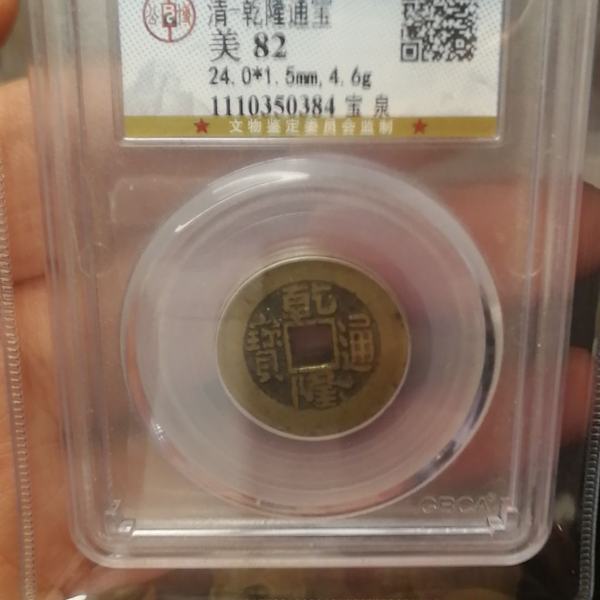 清-乾隆通宝
美 82
24.0*1.5mm, 4.6g
1110350384 宝 泉
★ 文物鉴定委员会监制 ★
乾隆通寶
GBCA